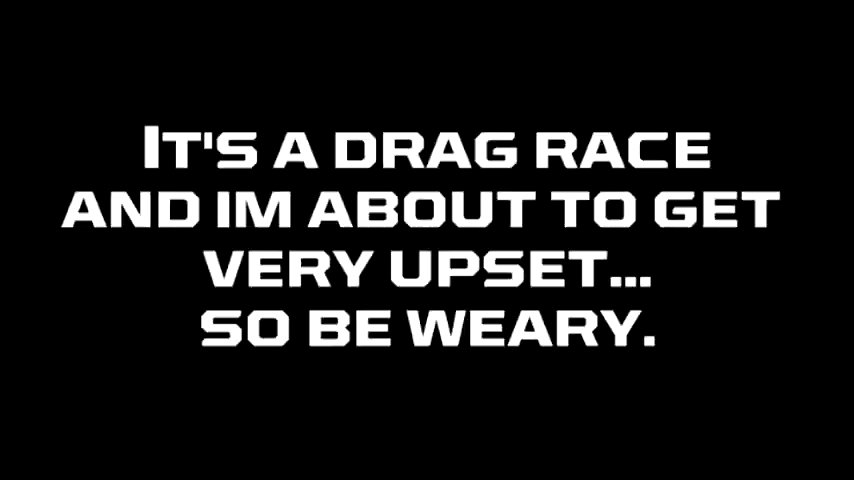 IT'S A DRAG RACE
AND IM ABOUT TO GET
VERY UPSET...
SO BE WEARY.